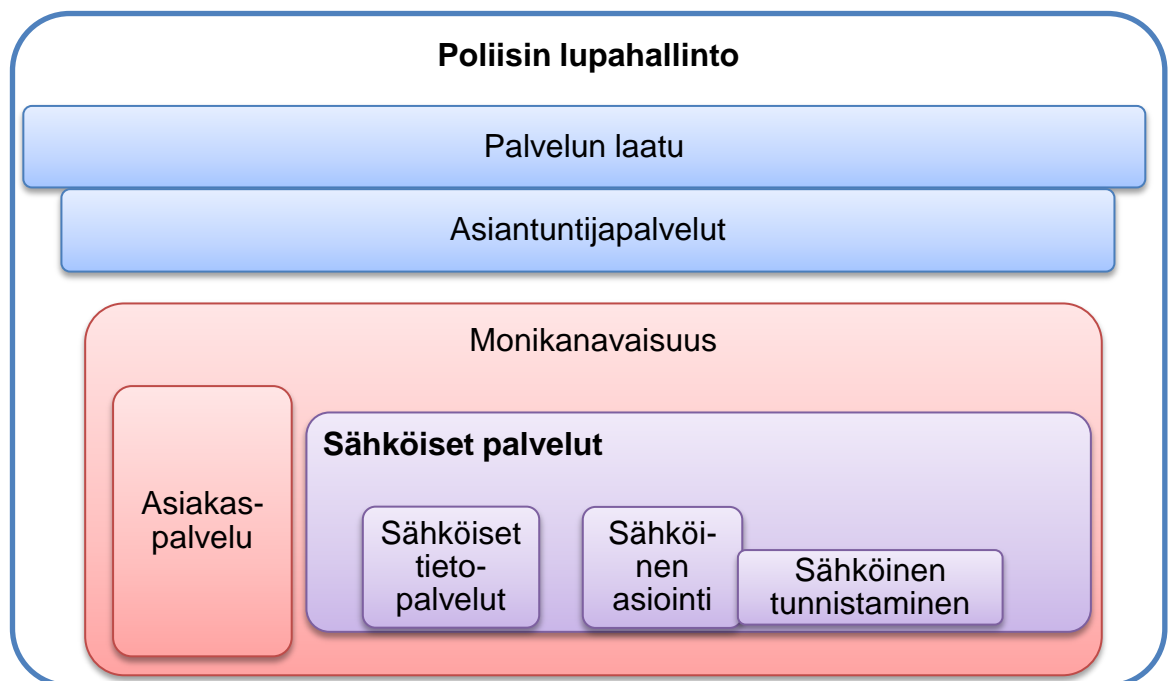 Poliisin lupahallinto
Palvelun laatu
Asiantuntijapalvelut
Monikanavaisuus
Asiakas-
palvelu
Sähköiset palvelut
Sähköiset
tieto-
palvelut
Sähköi-
nen
asiointi
Sähköinen
tunnistaminen